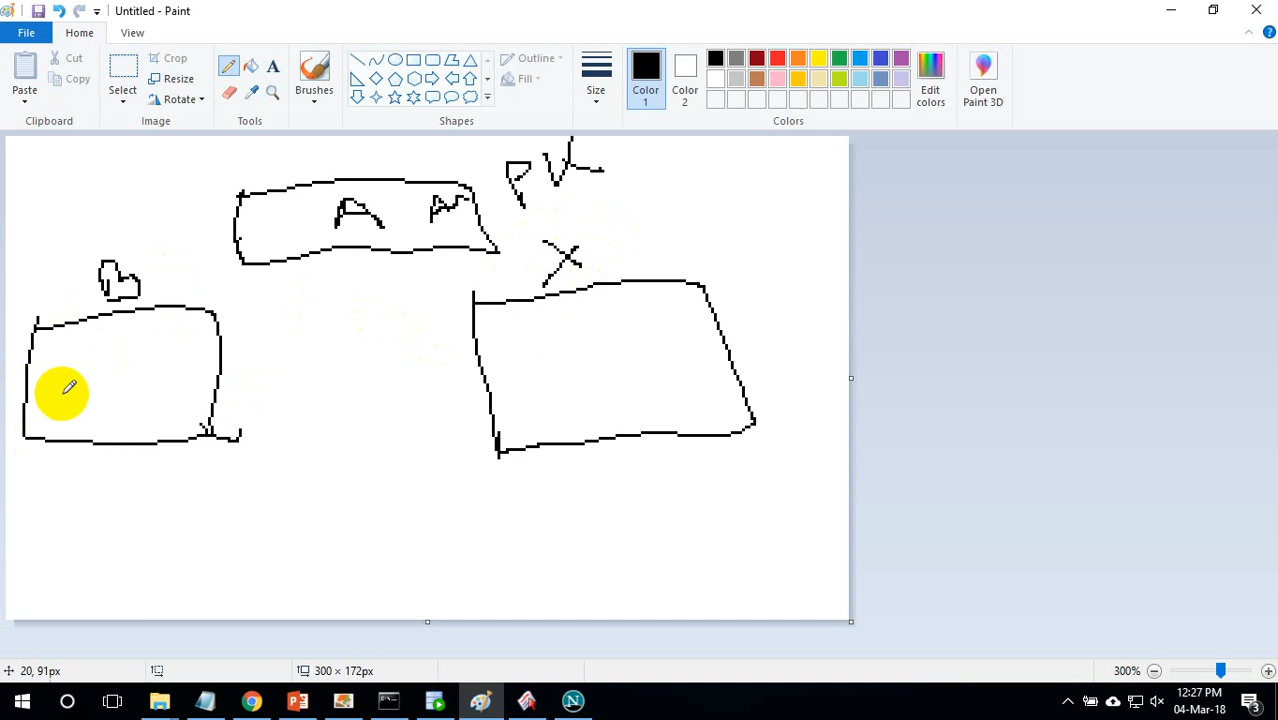 Untitled - Paint
File Home View
Paste
Cut
Copy
Clipboard
Select
Crop
Resize
Rotate
Image
A
Tools
Brushes
Outline
Fill
Shapes
Size
Color 1
Color 2
Edit colors
Colors
Open Paint 3D
A
X
20, 91px
300 × 172px
300%
12:27 PM
04-Mar-18
3